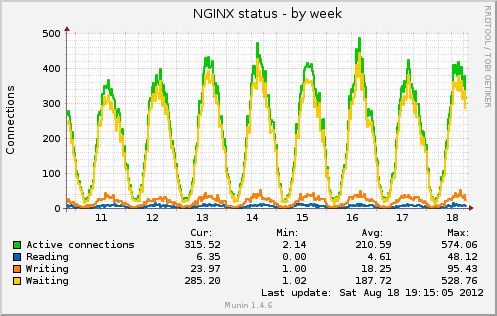 NGINX status - by week
RRDTOOL / TOBI OETIKER
Connections
500
400
300
200
100
0
11 12 13 14 15 16 17 18
Cur: Min: Avg: Max:
Active connections 315.52 2.14 210.59 574.06
Reading 6.35 0.00 4.61 48.12
Writing 23.97 1.00 18.25 95.43
Waiting 285.20 1.02 187.72 528.76
Last update: Sat Aug 18 19:15:05 2012
Munin 1.4.6